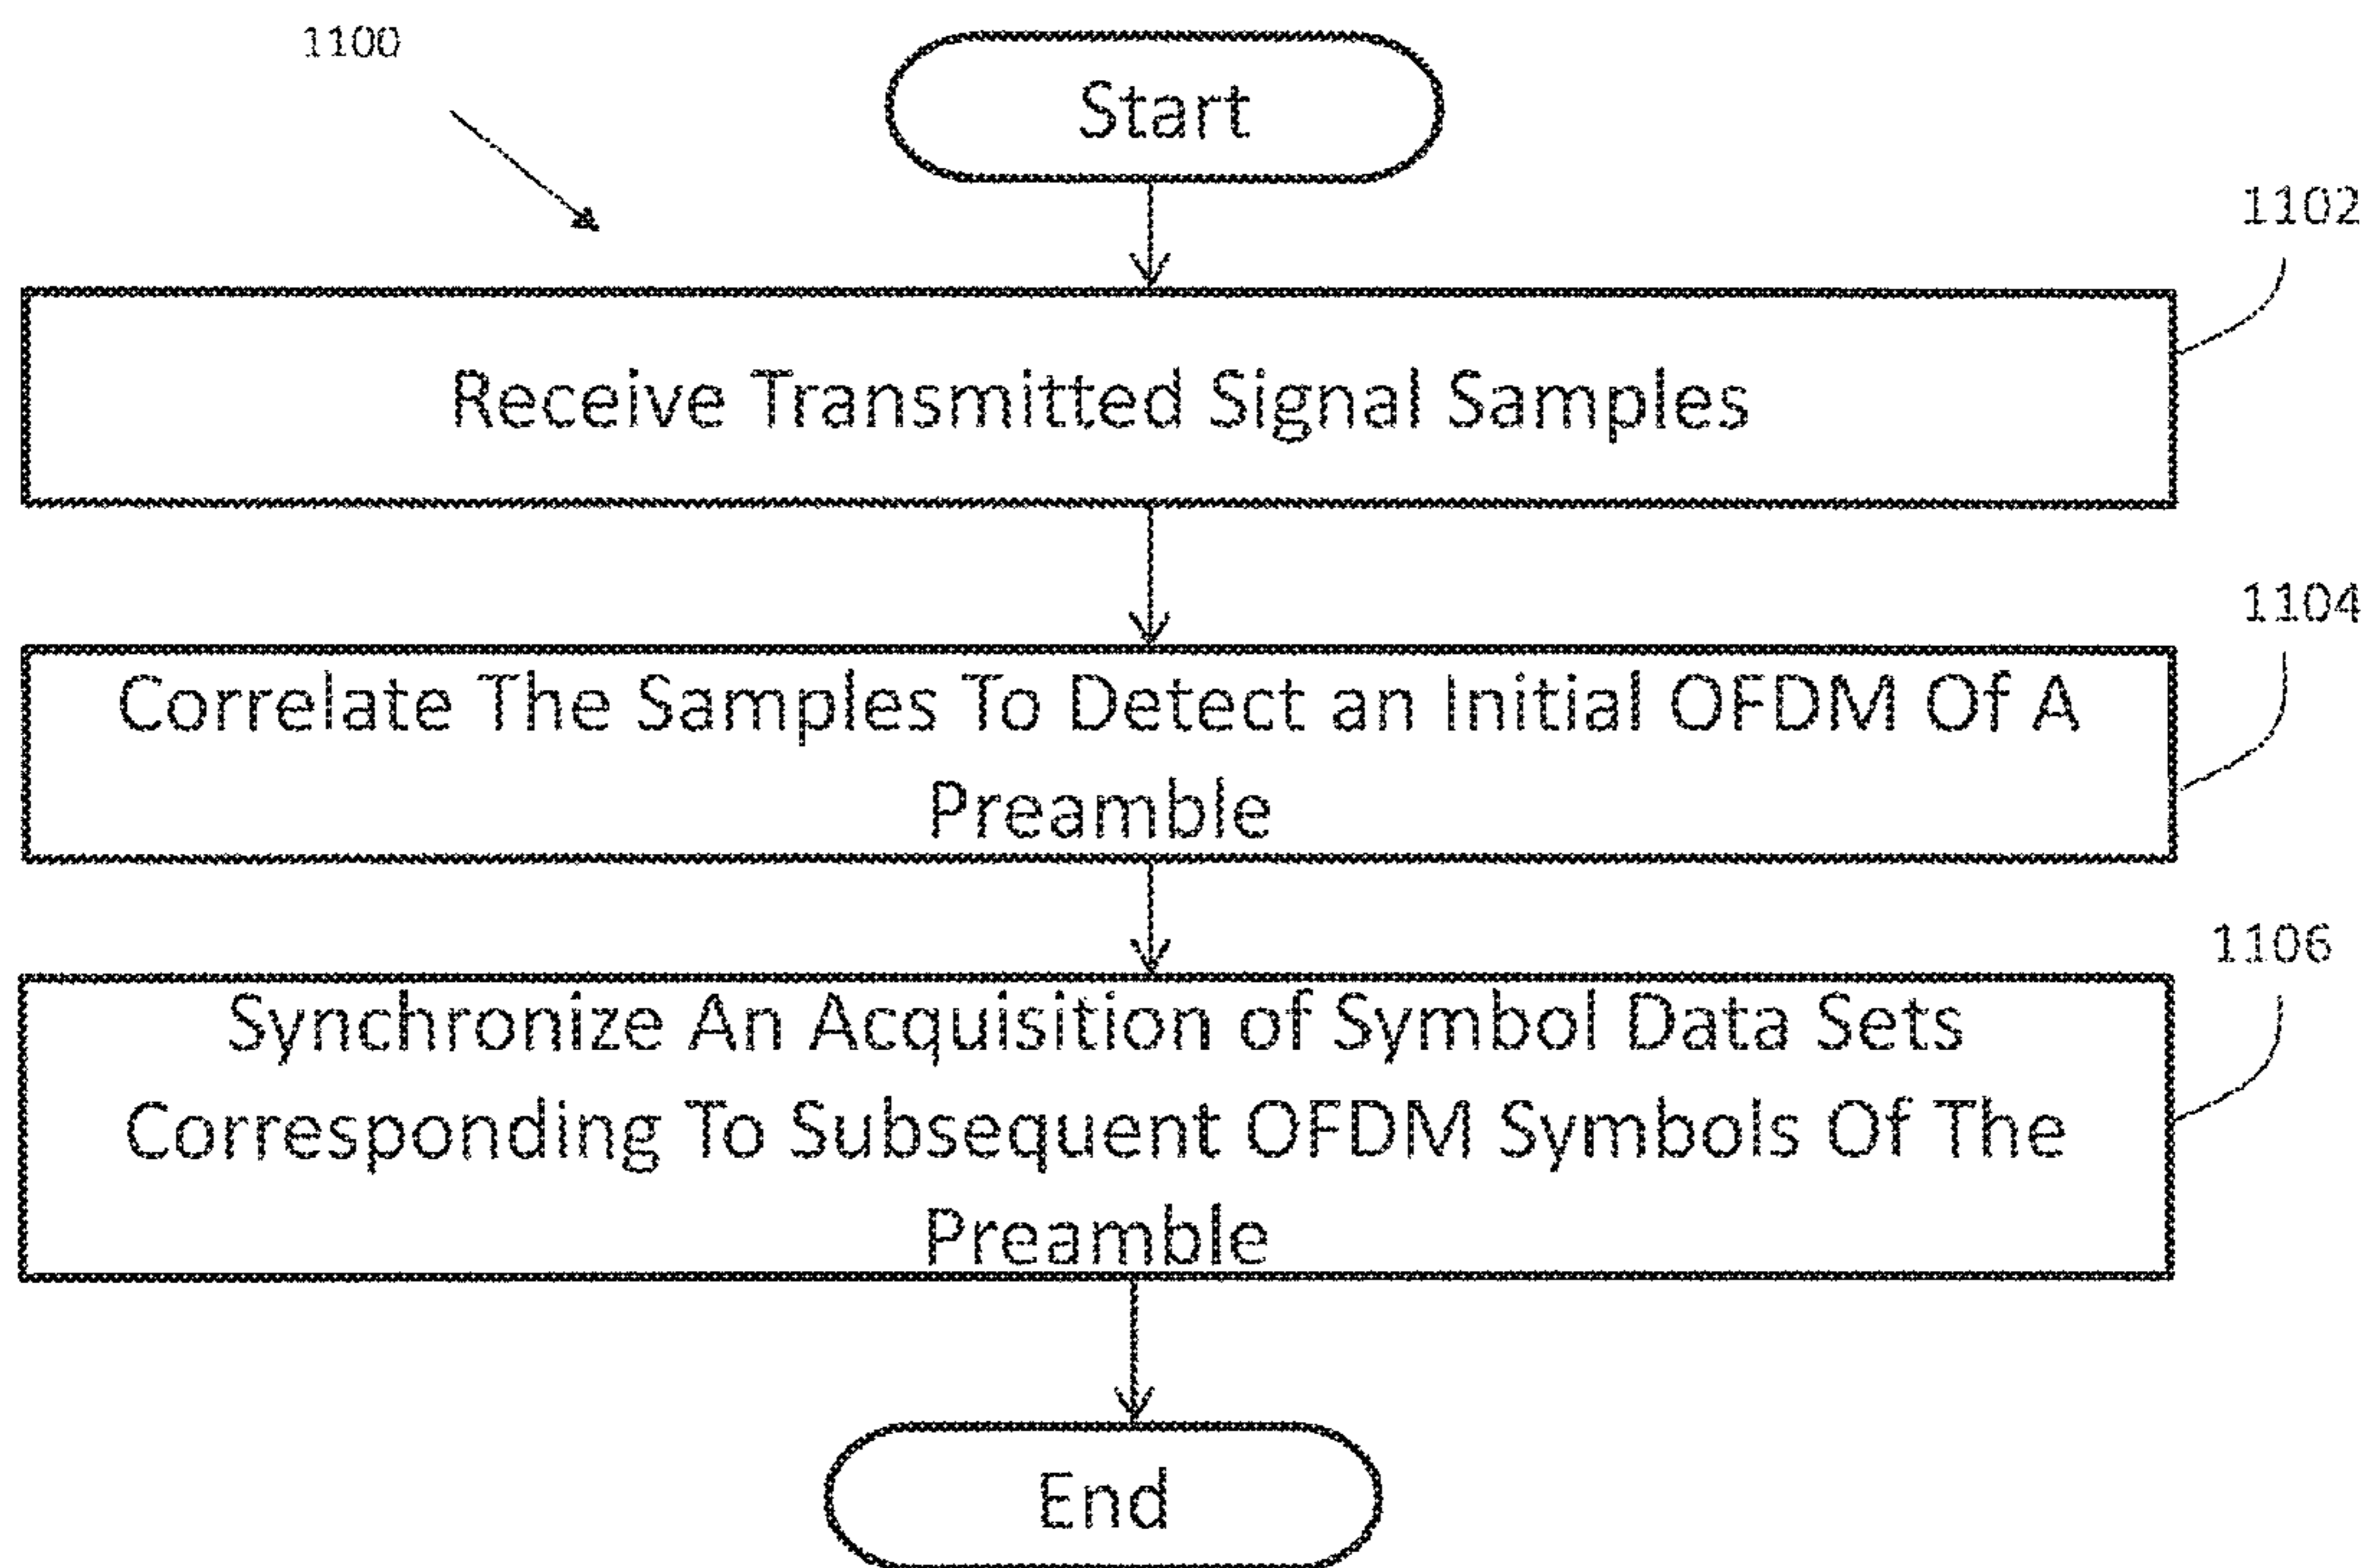 1100
Start
1102
Receive Transmitted Signal Samples
1104
Correlate The Samples To Detect an Initial OFDM Of A
Preamble
1106
Synchronize An Acquisition of Symbol Data Sets
Corresponding To Subsequent OFDM Symbols Of The
Preamble
End